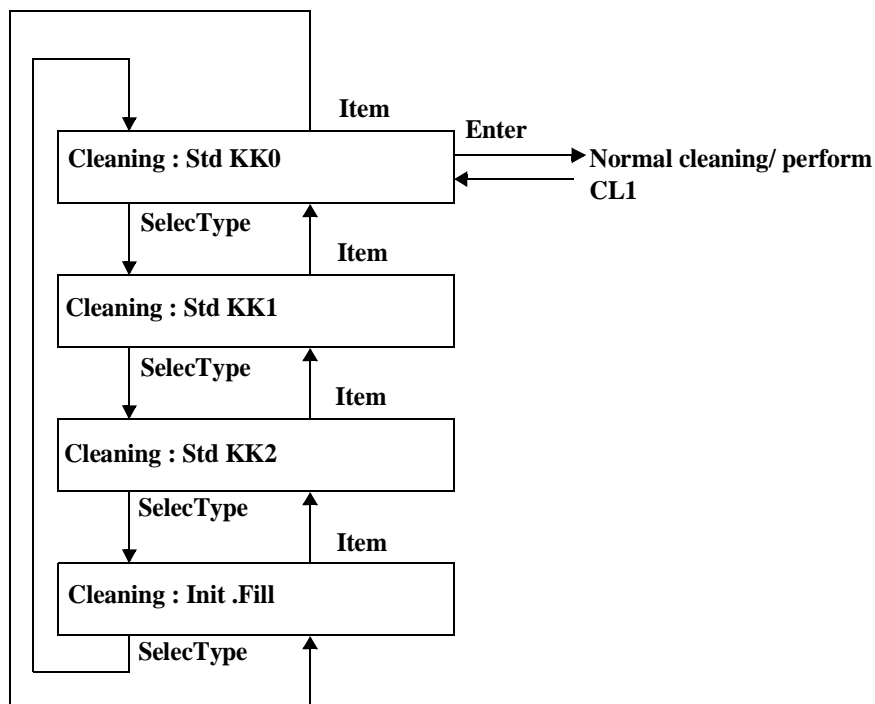 Item
Enter
Cleaning : Std KK0
Normal cleaning/ perform
CL1
SelecType
Item
Cleaning : Std KK1
SelecType
Item
Cleaning : Std KK2
SelecType
Item
Cleaning : Init .Fill
SelecType